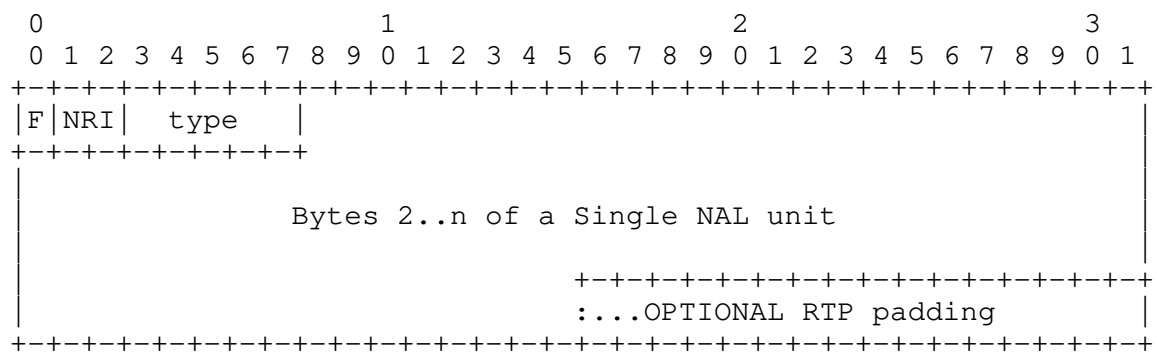 0                   1                   2                   3
 0 1 2 3 4 5 6 7 8 9 0 1 2 3 4 5 6 7 8 9 0 1 2 3 4 5 6 7 8 9 0 1
+-+-+-+-+-+-+-+-+-+-+-+-+-+-+-+-+-+-+-+-+-+-+-+-+-+-+-+-+-+-+-+-+
|F|NRI|  type   |                                               |
+-+-+-+-+-+-+-+-+                                               |
|                                                               |
|               Bytes 2..n of a Single NAL unit                 |
|                                                               |
|                               +-+-+-+-+-+-+-+-+-+-+-+-+-+-+-+-+
|                               :...OPTIONAL RTP padding        |
+-+-+-+-+-+-+-+-+-+-+-+-+-+-+-+-+-+-+-+-+-+-+-+-+-+-+-+-+-+-+-+-+